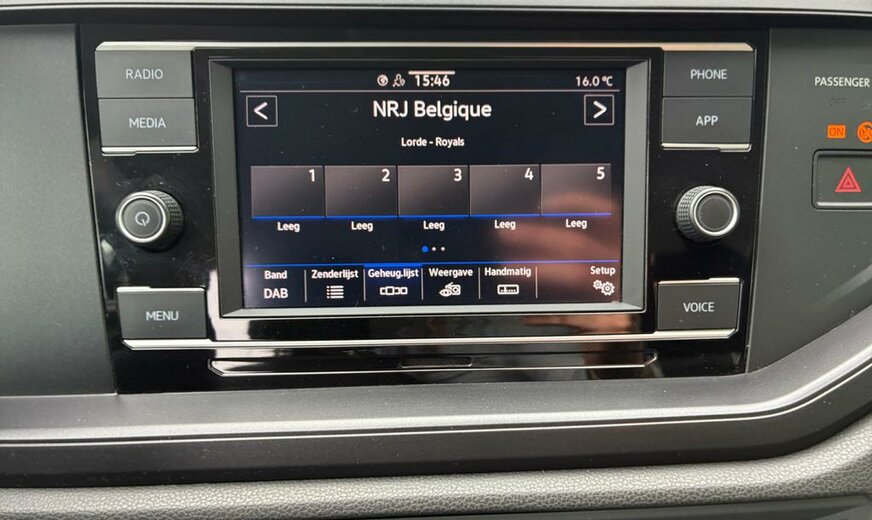 RADIO
MEDIA
MENU
15:46
16.0 °C
NRJ Belgique
Lorde - Royals
1 2 3 4 5
Leeg Leeg Leeg Leeg Leeg
Band Zenderlijst Geheug.lijst Weergave Handmatig Setup
DAB
PHONE
APP
VOICE
PASSENGER
OFF
ON